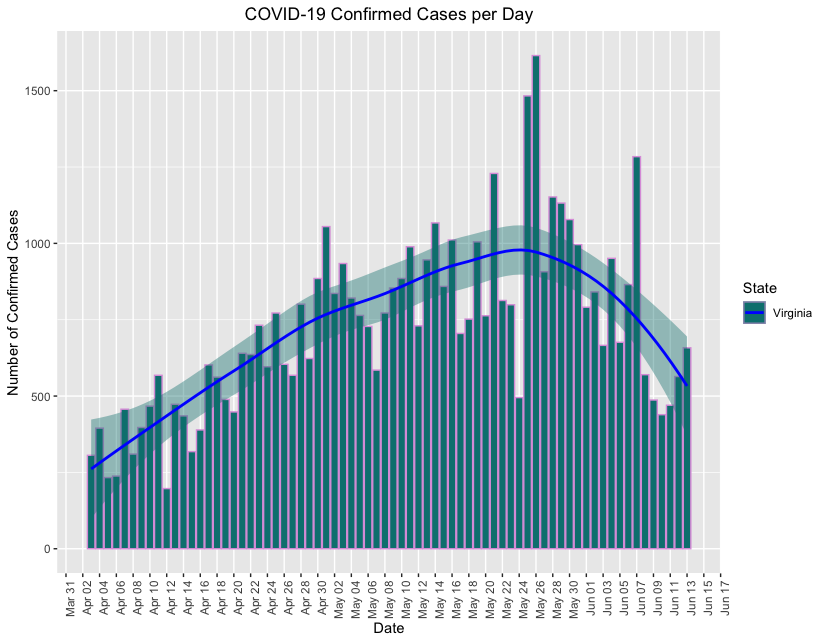 COVID-19 Confirmed Cases per Day
Number of Confirmed Cases
1500
1000
500
0
Mar 31
Apr 02
Apr 04
Apr 06
Apr 08
Apr 10
Apr 12
Apr 14
Apr 16
Apr 18
Apr 20
Apr 22
Apr 24
Apr 26
Apr 28
Apr 30
May 02
May 04
May 06
May 08
May 10
May 12
May 14
May 16
May 18
May 20
May 22
May 24
May 26
May 28
May 30
Jun 01
Jun 03
Jun 05
Jun 07
Jun 09
Jun 11
Jun 13
Jun 15
Jun 17
Date
State
Virginia